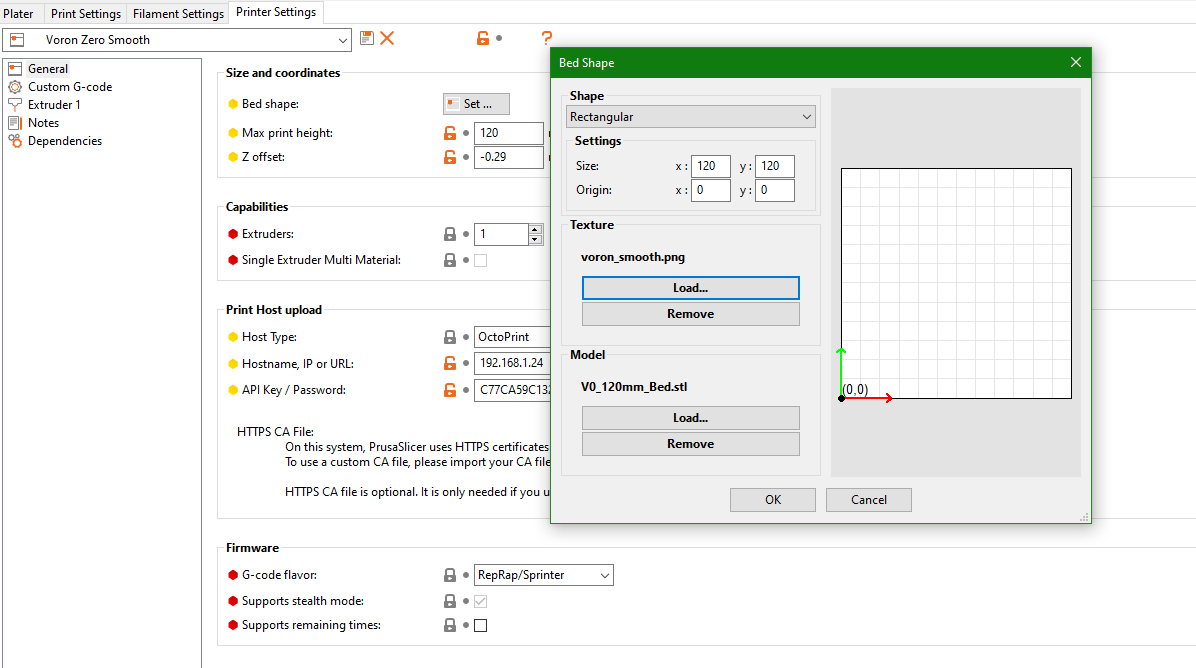 Plater
Print Settings
Filament Settings
Printer Settings
Voron Zero Smooth
?
General
Custom G-code
Extruder 1
Notes
Dependencies
Size and coordinates
Bed shape:
Set ...
Max print height:
120
Z offset:
-0.29
Capabilities
Extruders:
1
Single Extruder Multi Material:
Print Host upload
Host Type:
OctoPrint
Hostname, IP or URL:
192.168.1.24
API Key / Password:
C77CA59C132
HTTPS CA File:
On this system, PrusaSlicer uses HTTPS certificates
To use a custom CA file, please import your CA file
HTTPS CA file is optional. It is only needed if you u
Firmware
G-code flavor:
RepRap/Sprinter
Supports stealth mode:
Supports remaining times:
Bed Shape
Shape
Rectangular
Settings
Size:
x : 120 y : 120
Origin:
x : 0 y : 0
Texture
voron_smooth.png
Load...
Remove
Model
V0_120mm_Bed.stl
Load...
Remove
(0,0)
OK
Cancel